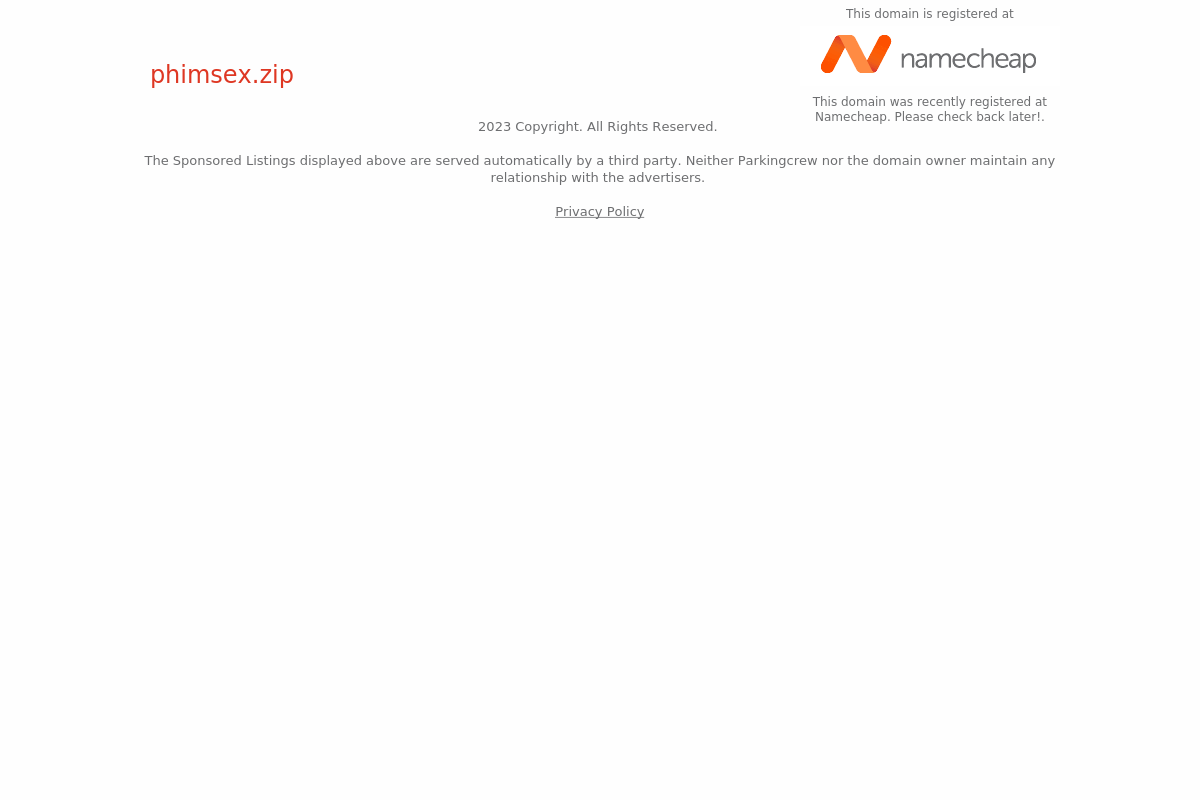 This domain is registered at
namecheap
phimsex.zip
This domain was recently registered at
Namecheap. Please check back later!.
2023 Copyright. All Rights Reserved.
The Sponsored Listings displayed above are served automatically by a third party. Neither Parkingcrew nor the domain owner maintain any
relationship with the advertisers.
Privacy Policy